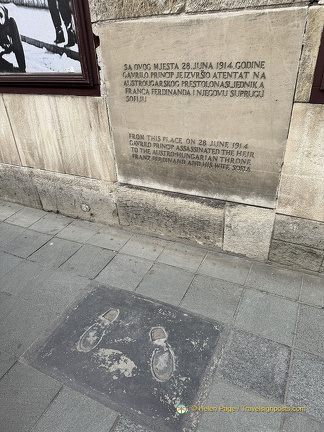 SA OVOG MJESTA 28. JUNA 1914. GODINE
GAVRILO PRINCIP JE IZVRŠIO ATENTAT NA
AUSTROUGARSKOG PRESTOLONASLJEDNIKA
FRANCA FERDINANDA I NJEGOVU SUPRUGU
SOFIJU
FROM THIS PLACE ON 28 JUNE 1914
GAVRILO PRINCIP ASSASSINATED THE HEIR
TO THE AUSTRO-HUNGARIAN THRONE
FRANZ FERDINAND AND HIS WIFE SOFIA
© Helen Page - travelsignposts.com